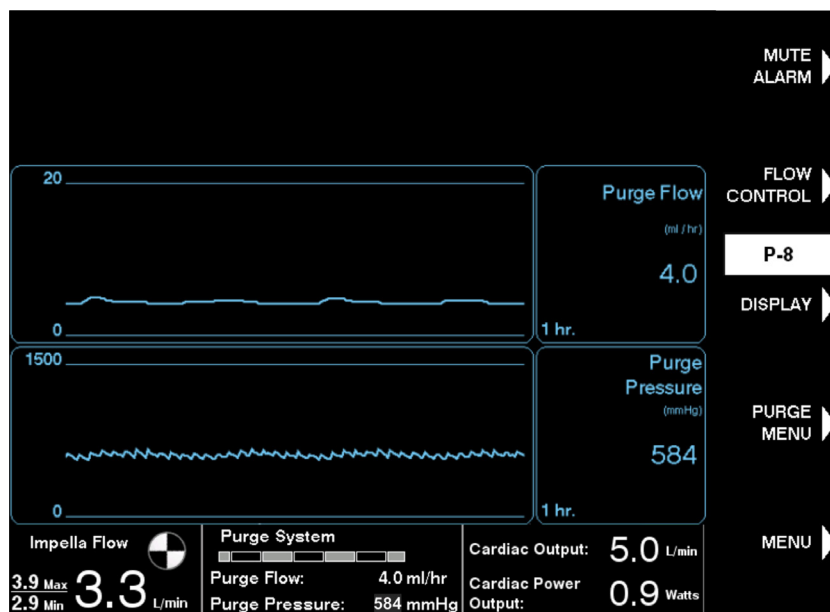 MUTE
ALARM
20
Purge Flow
(ml / hr)
4.0
0
1 hr.
FLOW
CONTROL
P-8
DISPLAY
1500
Purge
Pressure
(mmHg)
584
0
1 hr.
PURGE
MENU
MENU
Impella Flow
3.9 Max
2.9 Min
3.3 L/min
Purge System
Purge Flow: 4.0 ml/hr
Purge Pressure: 584 mmHg
Cardiac Output: 5.0 L/min
Cardiac Power
Output: 0.9 Watts